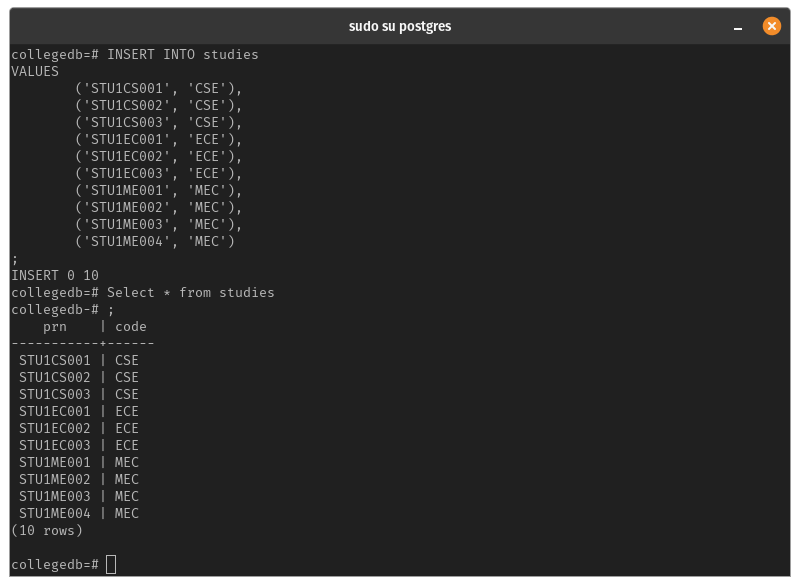 sudo su postgres
collegedb=# INSERT INTO studies
VALUES
        ('STU1CS001', 'CSE'),
        ('STU1CS002', 'CSE'),
        ('STU1CS003', 'CSE'),
        ('STU1EC001', 'ECE'),
        ('STU1EC002', 'ECE'),
        ('STU1EC003', 'ECE'),
        ('STU1ME001', 'MEC'),
        ('STU1ME002', 'MEC'),
        ('STU1ME003', 'MEC'),
        ('STU1ME004', 'MEC')
;
INSERT 0 10
collegedb=# Select * from studies
collegedb-# ;
    prn    | code
-----------+------
 STU1CS001 | CSE
 STU1CS002 | CSE
 STU1CS003 | CSE
 STU1EC001 | ECE
 STU1EC002 | ECE
 STU1EC003 | ECE
 STU1ME001 | MEC
 STU1ME002 | MEC
 STU1ME003 | MEC
 STU1ME004 | MEC
(10 rows)
collegedb=#